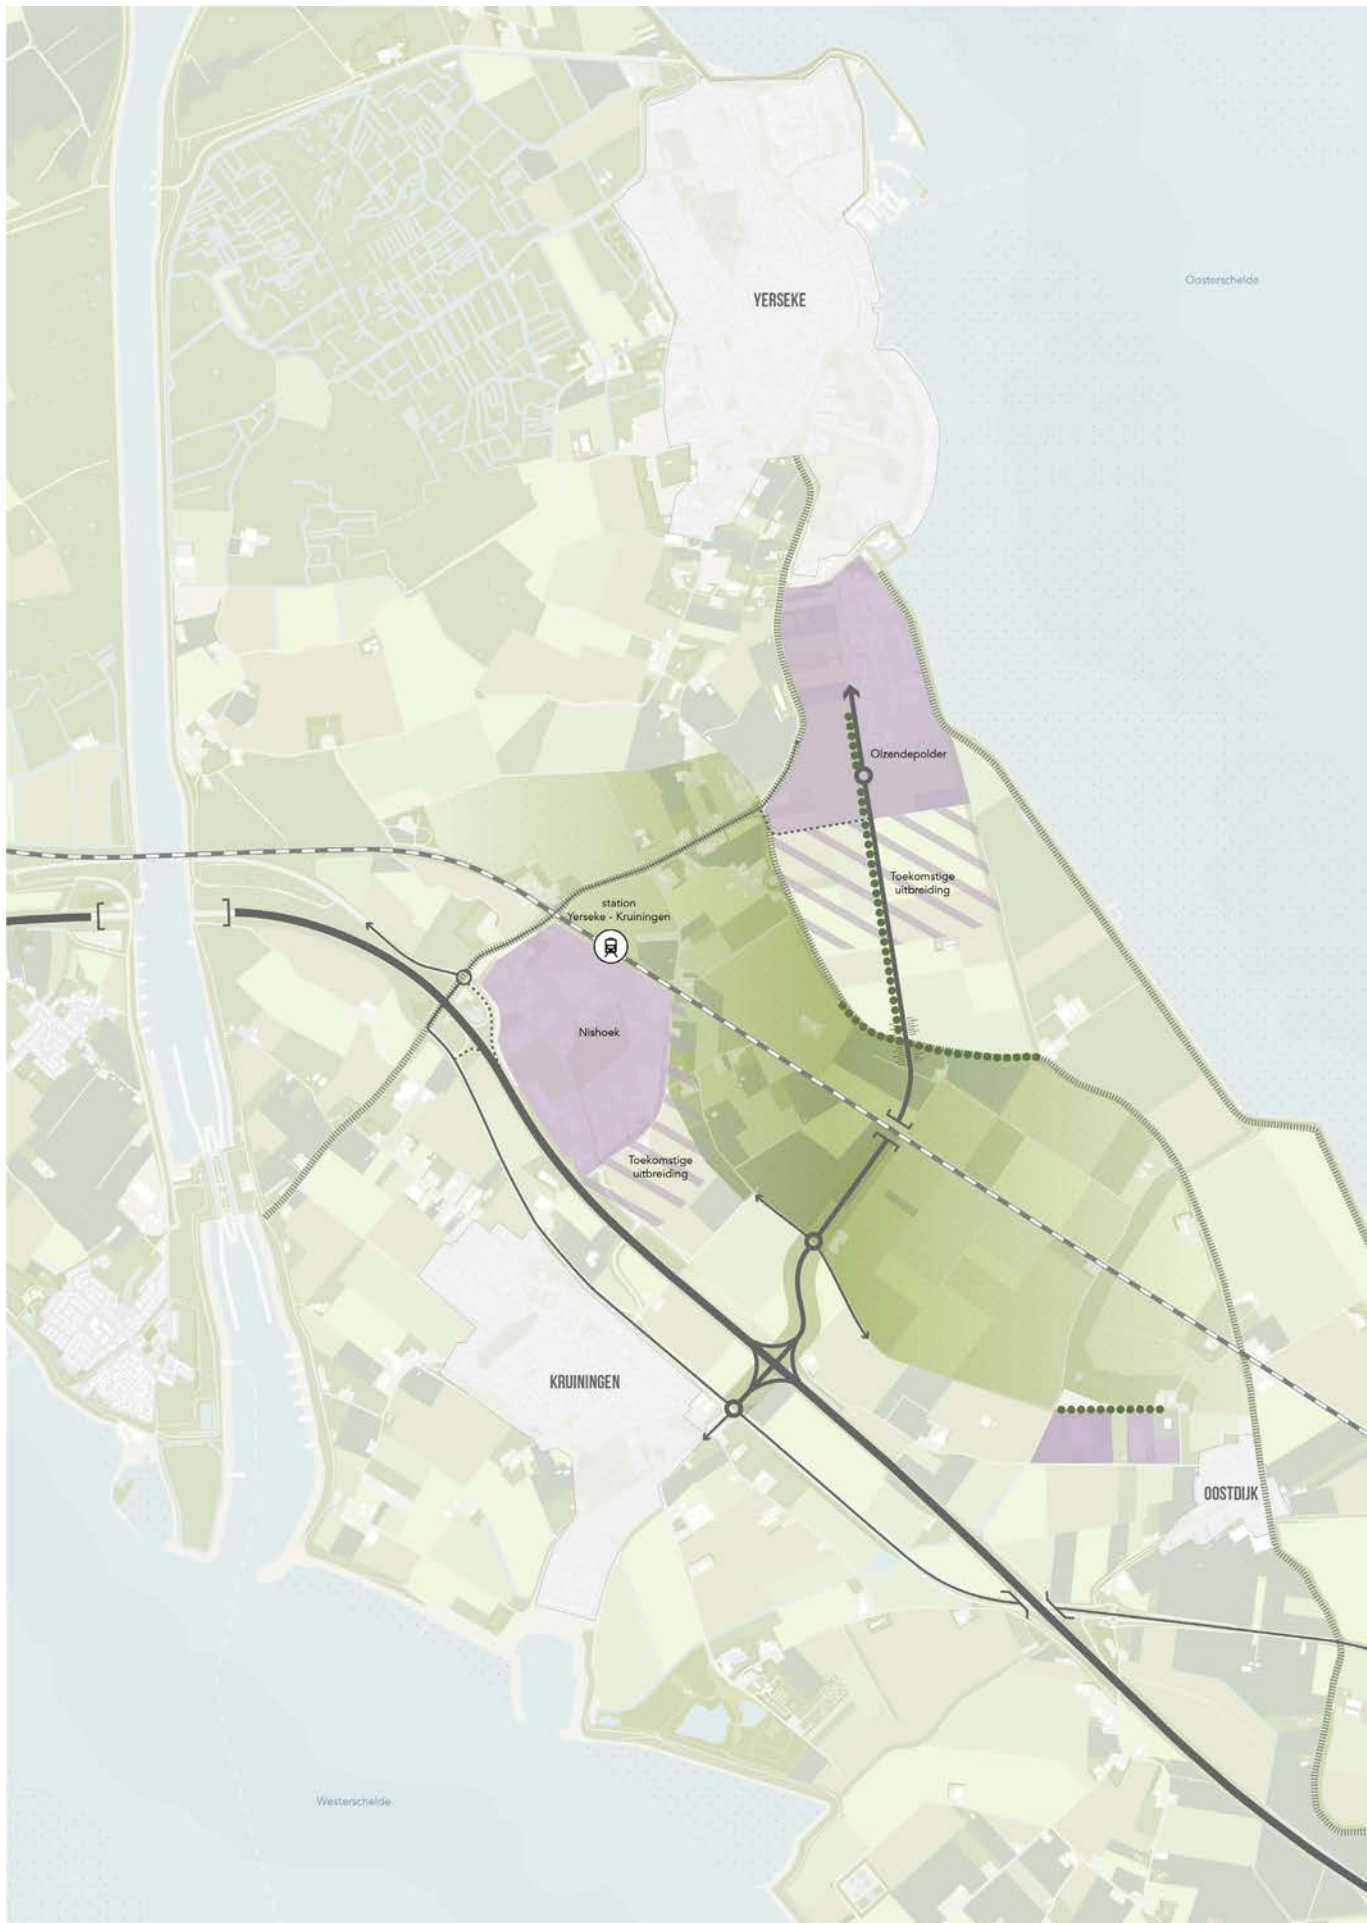 Oosterschelde
YERSEKE
Olzendepolder
Toekomstige
uitbreiding
station
Yerseke - Kruiningen
Nishoek
Toekomstige
uitbreiding
KRUININGEN
OOSTDIJK
Westerschelde